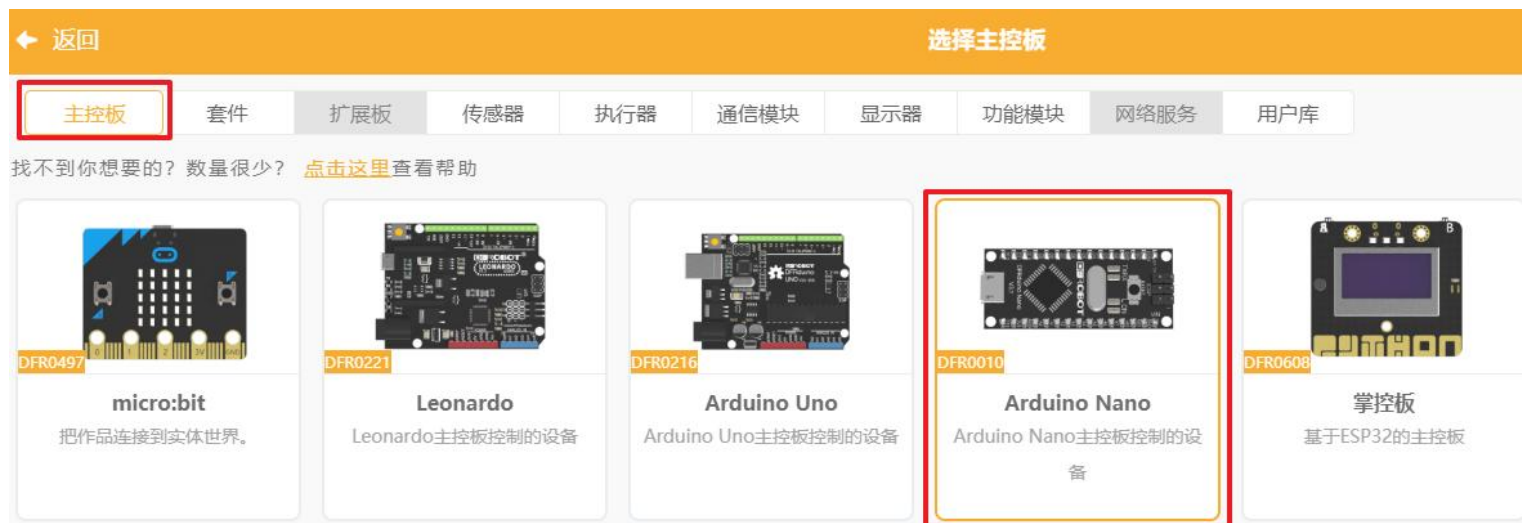 返回
选择主控板
主控板 套件 扩展板 传感器 执行器 通信模块 显示器 功能模块 网络服务 用户库
找不到你想要的？数量很少？ 点击这里查看帮助
DFR0497 DFR0221 DFR0216 DFR0010 DFR0608
micro:bit Leonardo Arduino Uno Arduino Nano 掌控板
把作品连接到实体世界。 Leonardo主控板控制的设备 Arduino Uno主控板控制的设备 Arduino Nano主控板控制的设 基于ESP32的主控板
备